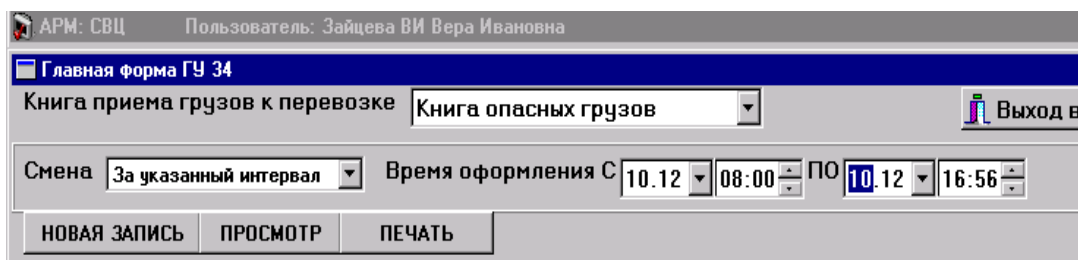 АРМ: СВЦ Пользователь: Зайцева ВИ Вера Ивановна
Главная форма ГУ 34
Книга приема грузов к перевозке Книга опасных грузов Выход в
Смена За указанный интервал Время оформления С 10.12 08:00 ПО 10.12 16:56
НОВАЯ ЗАПИСЬ ПРОСМОТР ПЕЧАТЬ